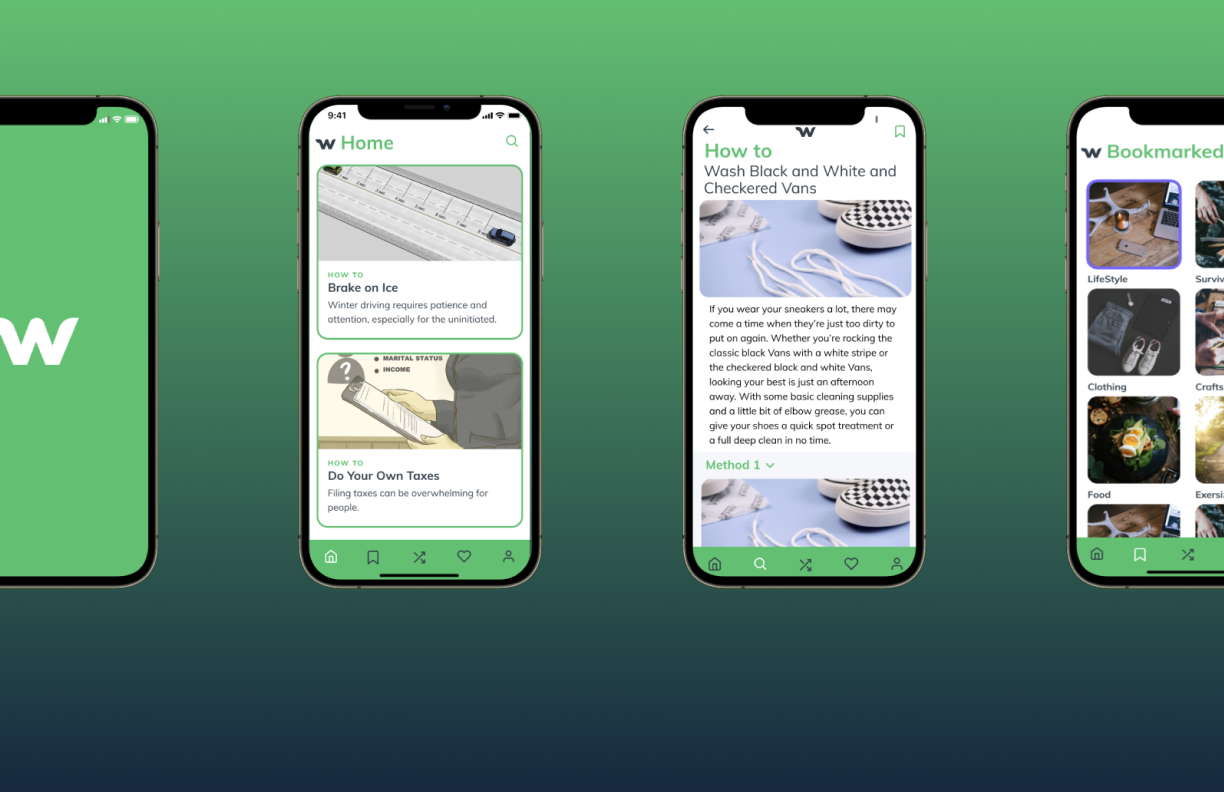 w
9:41
w Home
HOW TO
Brake on Ice
Winter driving requires patience and
attention, especially for the uninitiated.
MARITAL STATUS
?
INCOME
HOW TO
Do Your Own Taxes
Filing taxes can be overwhelming for
people.
w
How to
Wash Black and White and
Checkered Vans
If you wear your sneakers a lot, there may
come a time when they're just too dirty to
put on again. Whether you're rocking the
classic black Vans with a white stripe or
the checkered black and white Vans,
looking your best is just an afternoon
away. With some basic cleaning supplies
and a little bit of elbow grease, you can
give your shoes a quick spot treatment or
a full deep clean in no time.
Method 1
w Bookmarked
LifeStyle
Surviv
Clothing
Crafts
Food
Exersi